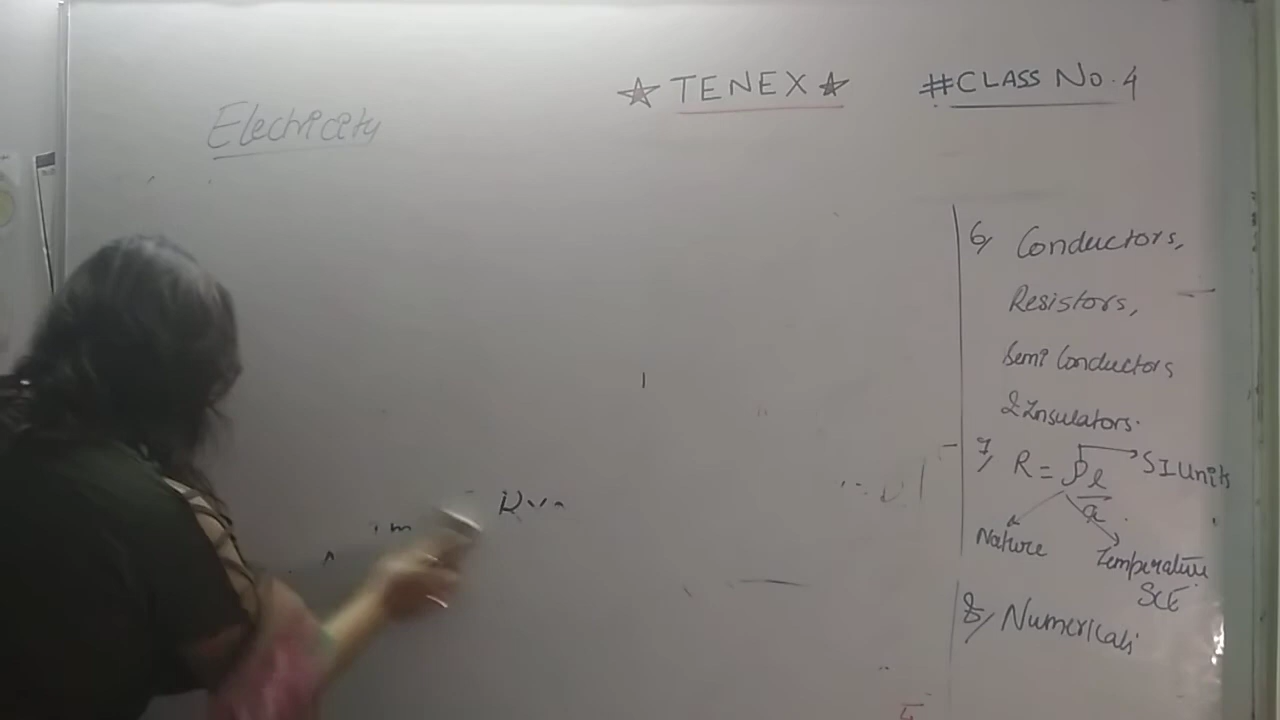 ☆ TENEX ☆ #CLASS No. 4
Electricity
6, Conductors,
Resistors,
Semi Conductors
& Insulators.
7, R = ρl/a → SI Units
Nature
Temperature
8, Numericals